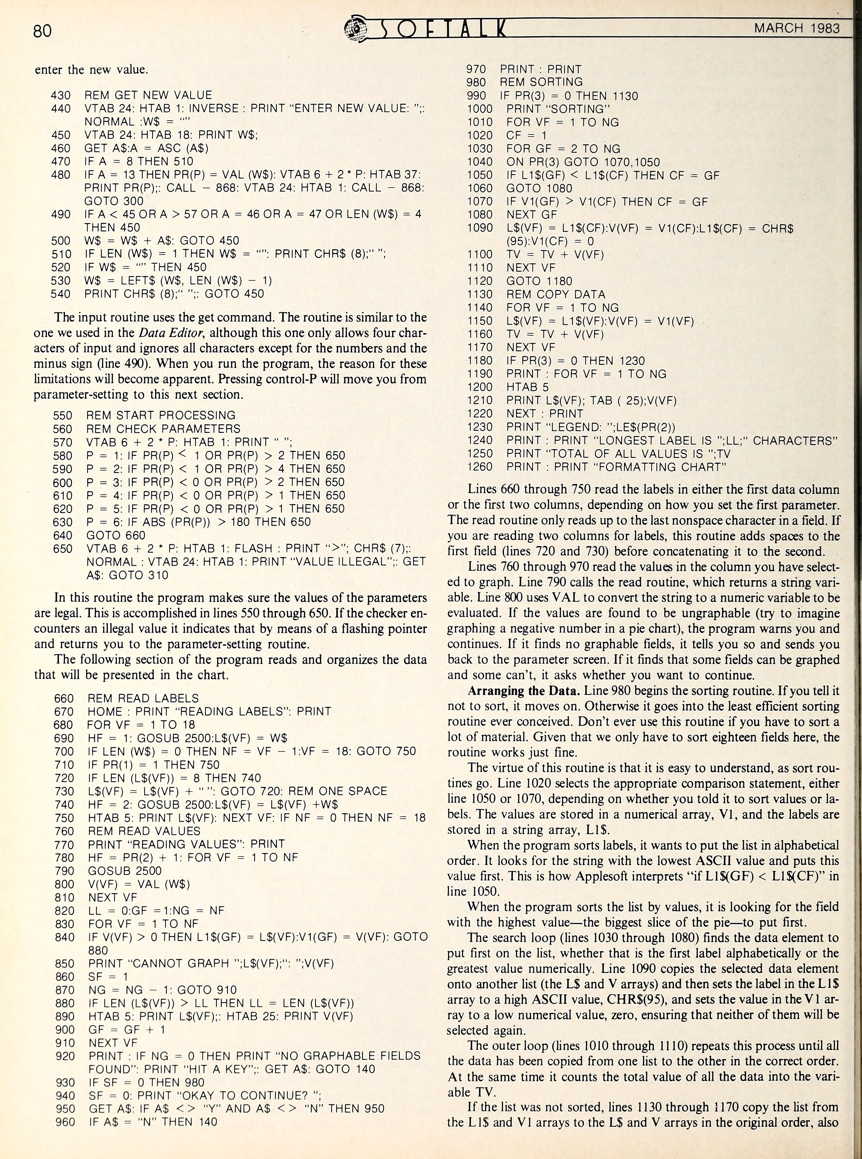 80
SOFTALK
MARCH 1983
enter the new value.
430 REM GET NEW VALUE
440 VTAB 24: HTAB 1: INVERSE : PRINT “ENTER NEW VALUE: ”;:
NORMAL :W$ = “”
450 VTAB 24: HTAB 18: PRINT W$;
460 GET A$:A = ASC (A$)
470 IF A = 8 THEN 510
480 IF A = 13 THEN PR(P) = VAL (W$): VTAB 6 + 2 * P: HTAB 37:
PRINT PR(P);: CALL – 868: VTAB 24: HTAB 1: CALL – 868:
GOTO 300
490 IF A < 45 OR A > 57 OR A = 46 OR A = 47 OR LEN (W$) = 4
THEN 450
500 W$ = W$ + A$: GOTO 450
510 IF LEN (W$) = 1 THEN W$ = “”: PRINT CHR$ (8);“ ”;
520 IF W$ = “” THEN 450
530 W$ = LEFT$ (W$, LEN (W$) – 1)
540 PRINT CHR$ (8);“ ”;: GOTO 450
The input routine uses the get command. The routine is similar to the
one we used in the Data Editor, although this one only allows four char-
acters of input and ignores all characters except for the numbers and the
minus sign (line 490). When you run the program, the reason for these
limitations will become apparent. Pressing control-P will move you from
parameter-setting to this next section.
550 REM START PROCESSING
560 REM CHECK PARAMETERS
570 VTAB 6 + 2 * P: HTAB 1: PRINT “ ”;
580 P = 1: IF PR(P) < 1 OR PR(P) > 2 THEN 650
590 P = 2: IF PR(P) < 1 OR PR(P) > 4 THEN 650
600 P = 3: IF PR(P) < 0 OR PR(P) > 2 THEN 650
610 P = 4: IF PR(P) < 0 OR PR(P) > 1 THEN 650
620 P = 5: IF PR(P) < 0 OR PR(P) > 1 THEN 650
630 P = 6: IF ABS (PR(P)) > 180 THEN 650
640 GOTO 660
650 VTAB 6 + 2 * P: HTAB 1: FLASH : PRINT “>”; CHR$ (7);:
NORMAL : VTAB 24: HTAB 1: PRINT “VALUE ILLEGAL”;: GET
A$: GOTO 310
In this routine the program makes sure the values of the parameters
are legal. This is accomplished in lines 550 through 650. If the checker en-
counters an illegal value it indicates that by means of a flashing pointer
and returns you to the parameter-setting routine.
The following section of the program reads and organizes the data
that will be presented in the chart.
660 REM READ LABELS
670 HOME : PRINT “READING LABELS”: PRINT
680 FOR VF = 1 TO 18
690 HF = 1: GOSUB 2500:L$(VF) = W$
700 IF LEN (W$) = 0 THEN NF = VF – 1:VF = 18: GOTO 750
710 IF PR(1) = 1 THEN 750
720 IF LEN (L$(VF)) = 8 THEN 740
730 L$(VF) = L$(VF) + “ ”: GOTO 720: REM ONE SPACE
740 HF = 2: GOSUB 2500:L$(VF) = L$(VF) +W$
750 HTAB 5: PRINT L$(VF): NEXT VF: IF NF = 0 THEN NF = 18
760 REM READ VALUES
770 PRINT “READING VALUES”: PRINT
780 HF = PR(2) + 1: FOR VF = 1 TO NF
790 GOSUB 2500
800 V(VF) = VAL (W$)
810 NEXT VF
820 LL = 0:GF =1:NG = NF
830 FOR VF = 1 TO NF
840 IF V(VF) > 0 THEN L1$(GF) = L$(VF):V1(GF) = V(VF): GOTO
880
850 PRINT “CANNOT GRAPH ”;L$(VF);“: ”;V(VF)
860 SF = 1
870 NG = NG – 1: GOTO 910
880 IF LEN (L$(VF)) > LL THEN LL = LEN (L$(VF))
890 HTAB 5: PRINT L$(VF);: HTAB 25: PRINT V(VF)
900 GF = GF + 1
910 NEXT VF
920 PRINT : IF NG = 0 THEN PRINT “NO GRAPHABLE FIELDS
FOUND”: PRINT “HIT A KEY”;: GET A$: GOTO 140
930 IF SF = 0 THEN 980
940 SF = 0: PRINT “OKAY TO CONTINUE? ”;
950 GET A$: IF A$ < > “Y” AND A$ < > “N” THEN 950
960 IF A$ = “N” THEN 140
970 PRINT : PRINT
980 REM SORTING
990 IF PR(3) = 0 THEN 1130
1000 PRINT “SORTING”
1010 FOR VF = 1 TO NG
1020 CF = 1
1030 FOR GF = 2 TO NG
1040 ON PR(3) GOTO 1070,1050
1050 IF L1$(GF) < L1$(CF) THEN CF = GF
1060 GOTO 1080
1070 IF V1(GF) > V1(CF) THEN CF = GF
1080 NEXT GF
1090 L$(VF) = L1$(CF):V(VF) = V1(CF):L1$(CF) = CHR$
(95):V1(CF) = 0
1100 TV = TV + V(VF)
1110 NEXT VF
1120 GOTO 1180
1130 REM COPY DATA
1140 FOR VF = 1 TO NG
1150 L$(VF) = L1$(VF):V(VF) = V1(VF)
1160 TV = TV + V(VF)
1170 NEXT VF
1180 IF PR(3) = 0 THEN 1230
1190 PRINT : FOR VF = 1 TO NG
1200 HTAB 5
1210 PRINT L$(VF); TAB ( 25);V(VF)
1220 NEXT : PRINT
1230 PRINT “LEGEND: ”;LE$(PR(2))
1240 PRINT : PRINT “LONGEST LABEL IS ”;LL;“ CHARACTERS”
1250 PRINT “TOTAL OF ALL VALUES IS ”;TV
1260 PRINT : PRINT “FORMATTING CHART”
Lines 660 through 750 read the labels in either the first data column
or the first two columns, depending on how you set the first parameter.
The read routine only reads up to the last nonspace character in a field. If
you are reading two columns for labels, this routine adds spaces to the
first field (lines 720 and 730) before concatenating it to the second.
Lines 760 through 970 read the values in the column you have select-
ed to graph. Line 790 calls the read routine, which returns a string vari-
able. Line 800 uses VAL to convert the string to a numeric variable to be
evaluated. If the values are found to be ungraphable (try to imagine
graphing a negative number in a pie chart), the program warns you and
continues. If it finds no graphable fields, it tells you so and sends you
back to the parameter screen. If it finds that some fields can be graphed
and some can’t, it asks whether you want to continue.
Arranging the Data. Line 980 begins the sorting routine. If you tell it
not to sort, it moves on. Otherwise it goes into the least efficient sorting
routine ever conceived. Don’t ever use this routine if you have to sort a
lot of material. Given that we only have to sort eighteen fields here, the
routine works just fine.
The virtue of this routine is that it is easy to understand, as sort rou-
tines go. Line 1020 selects the appropriate comparison statement, either
line 1050 or 1070, depending on whether you told it to sort values or la-
bels. The values are stored in a numerical array, V1, and the labels are
stored in a string array, L1$.
When the program sorts labels, it wants to put the list in alphabetical
order. It looks for the string with the lowest ASCII value and puts this
value first. This is how Applesoft interprets “if L1$(GF) < L1$(CF)” in
line 1050.
When the program sorts the list by values, it is looking for the field
with the highest value—the biggest slice of the pie—to put first.
The search loop (lines 1030 through 1080) finds the data element to
put first on the list, whether that is the first label alphabetically or the
greatest value numerically. Line 1090 copies the selected data element
onto another list (the L$ and V arrays) and then sets the label in the L1$
array to a high ASCII value, CHR$(95), and sets the value in the V1 ar-
ray to a low numerical value, zero, ensuring that neither of them will be
selected again.
The outer loop (lines 1010 through 1110) repeats this process until all
the data has been copied from one list to the other in the correct order.
At the same time it counts the total value of all the data into the vari-
able TV.
If the list was not sorted, lines 1130 through 1170 copy the list from
the L1$ and V1 arrays to the L$ and V arrays in the original order, also